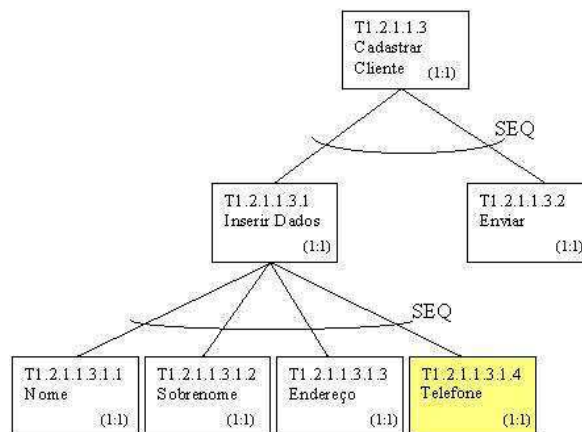 T1.2.1.1.3
Cadastrar
Cliente
(1:1)
SEQ
T1.2.1.1.3.1
Inserir Dados
(1:1)
T1.2.1.1.3.2
Enviar
(1:1)
SEQ
T1.2.1.1.3.1.1
Nome
(1:1)
T1.2.1.1.3.1.2
Sobrenome
(1:1)
T1.2.1.1.3.1.3
Endereço
(1:1)
T1.2.1.1.3.1.4
Telefone
(1:1)